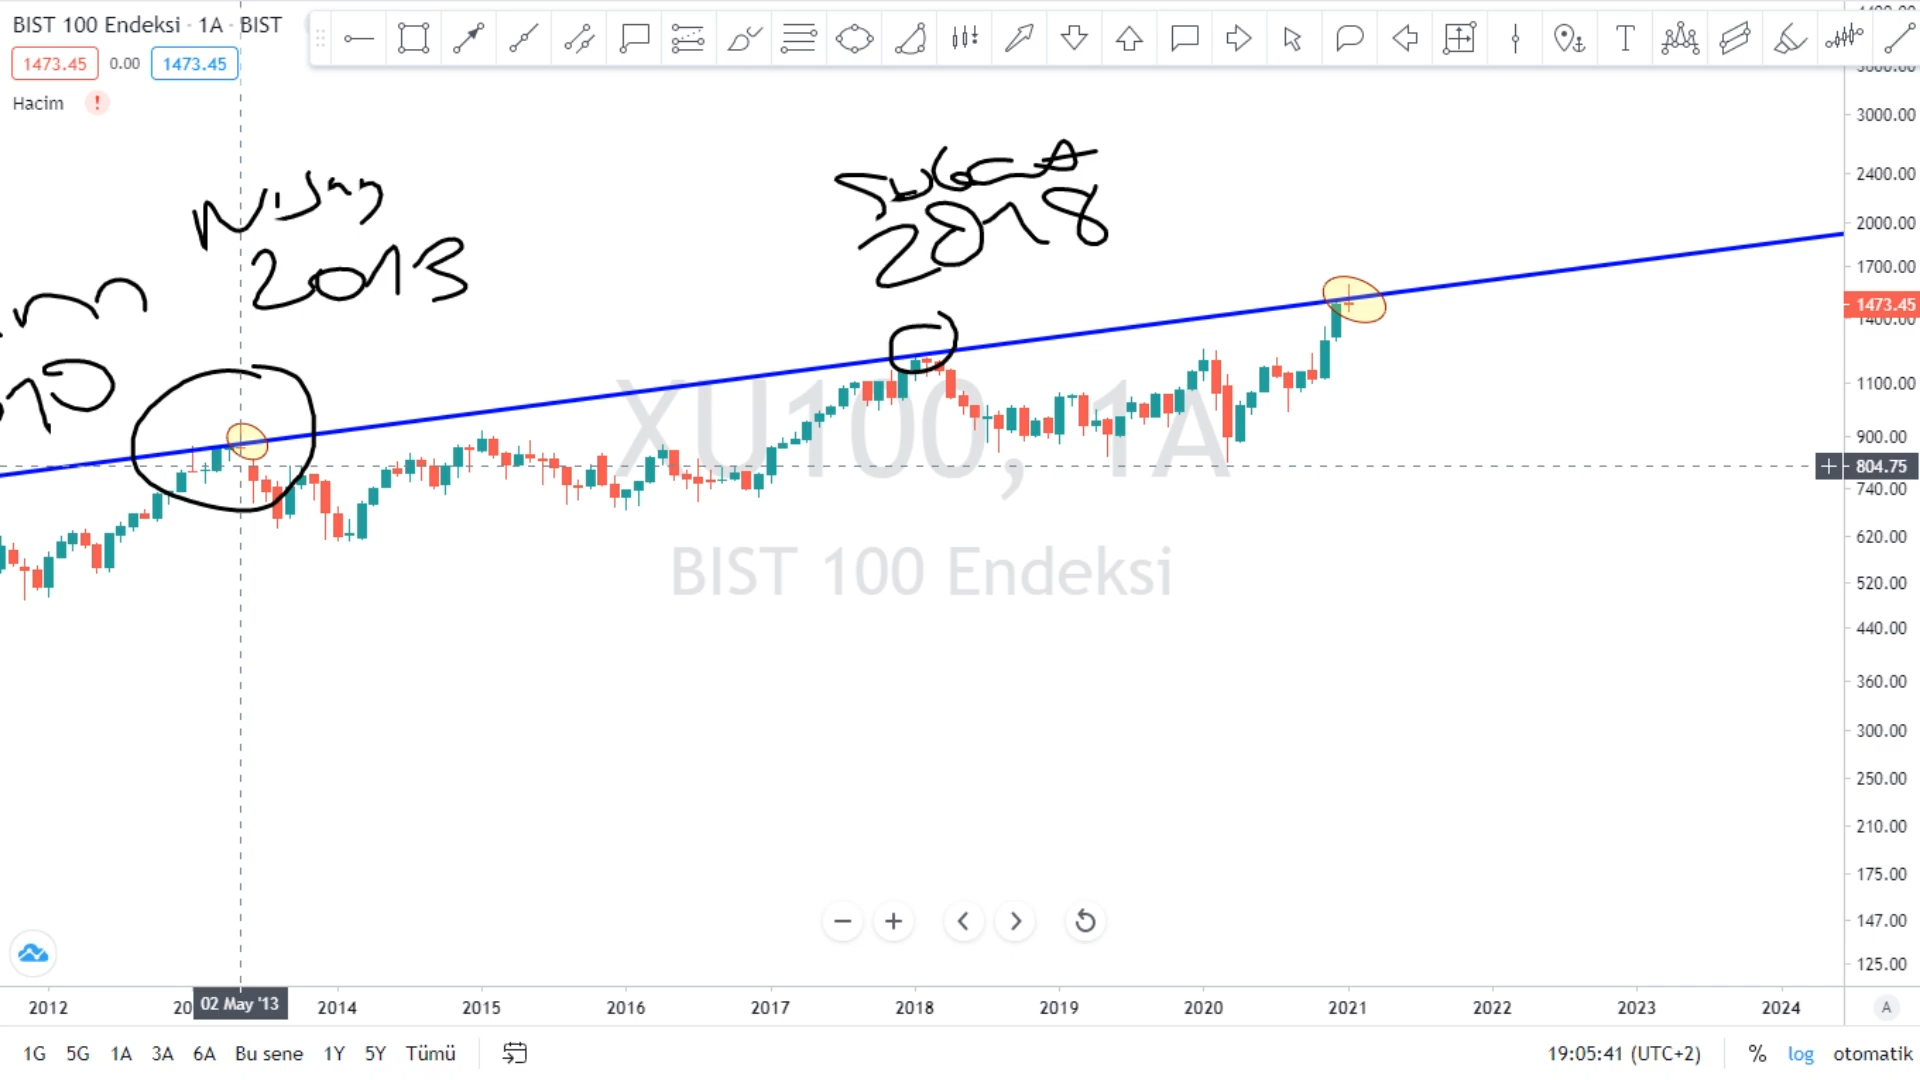 BIST 100 Endeksi · 1A · BIST
1473.45 0.00 1473.45
Hacim !
Nisan
2013
Şubat
2018
10
XU100, 1A
BIST 100 Endeksi
3000.00
2400.00
2000.00
1700.00
1473.45
1400.00
1100.00
900.00
804.75
740.00
620.00
520.00
440.00
360.00
300.00
250.00
210.00
175.00
147.00
125.00
2012 02 May '13 2014 2015 2016 2017 2018 2019 2020 2021 2022 2023 2024 A
1G 5G 1A 3A 6A Bu sene 1Y 5Y Tümü 19:05:41 (UTC+2) % log otomatik